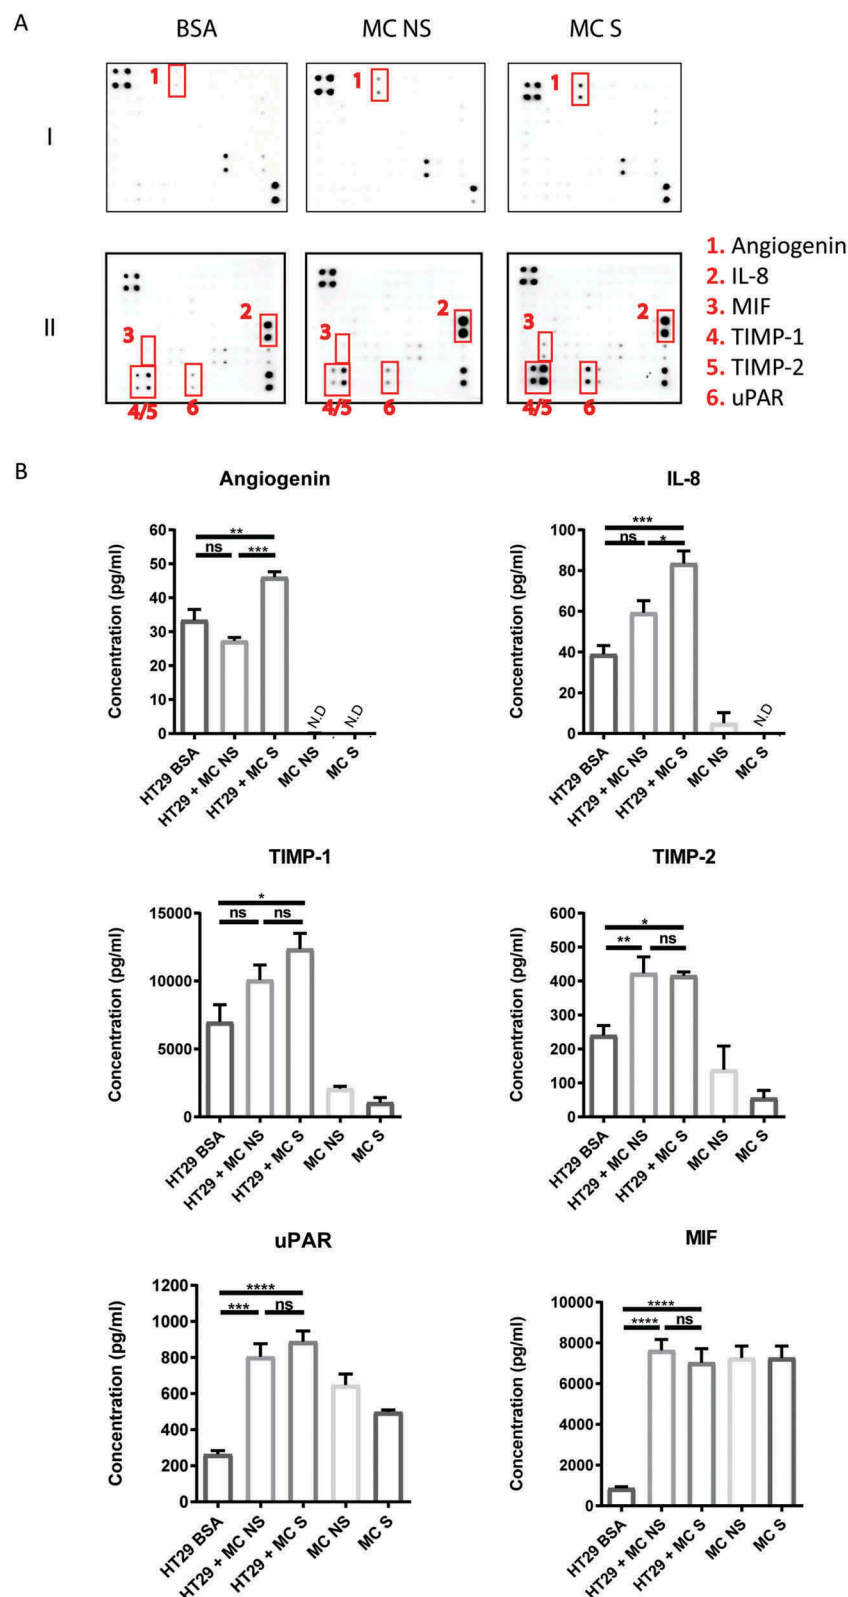 A
BSA MC NS MC S
I
1 1 1
II
2 2 2
3 3 3
4/5 6 4/5 6 4/5 6
1. Angiogenin
2. IL-8
3. MIF
4. TIMP-1
5. TIMP-2
6. uPAR
B
Angiogenin
Concentration (pg/ml)
60
50
40
30
20
10
0
**
ns ***
N.D N.D
HT29 BSA
HT29 + MC NS
HT29 + MC S
MC NS
MC S
IL-8
Concentration (pg/ml)
100
80
60
40
20
0
***
ns *
N.D
HT29 BSA
HT29 + MC NS
HT29 + MC S
MC NS
MC S
TIMP-1
Concentration (pg/ml)
15000
10000
5000
0
*
ns ns
HT29 BSA
HT29 + MC NS
HT29 + MC S
MC NS
MC S
TIMP-2
Concentration (pg/ml)
600
500
400
300
200
100
0
*
** ns
HT29 BSA
HT29 + MC NS
HT29 + MC S
MC NS
MC S
uPAR
Concentration (pg/ml)
1200
1000
800
600
400
200
0
****
*** ns
HT29 BSA
HT29 + MC NS
HT29 + MC S
MC NS
MC S
MIF
Concentration (pg/ml)
10000
8000
6000
4000
2000
0
****
**** ns
HT29 BSA
HT29 + MC NS
HT29 + MC S
MC NS
MC S